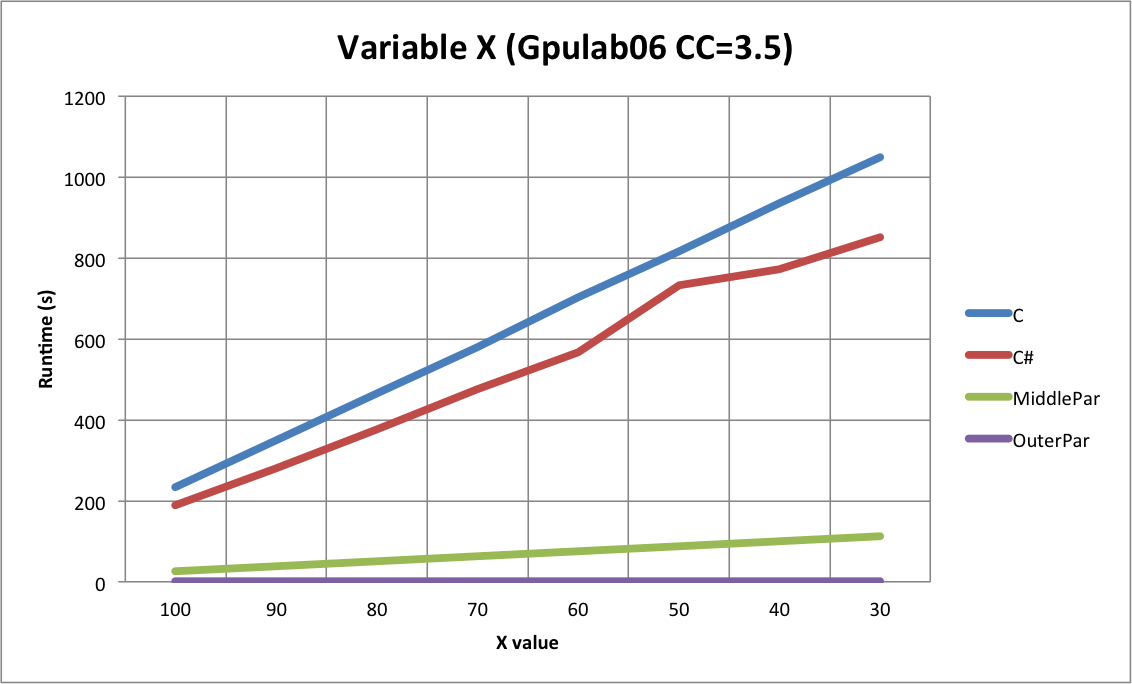 Variable X (Gpulab06 CC=3.5)
1200
1000
800
600
400
200
0
Runtime (s)
100 90 80 70 60 50 40 30
X value
C
C#
MiddlePar
OuterPar